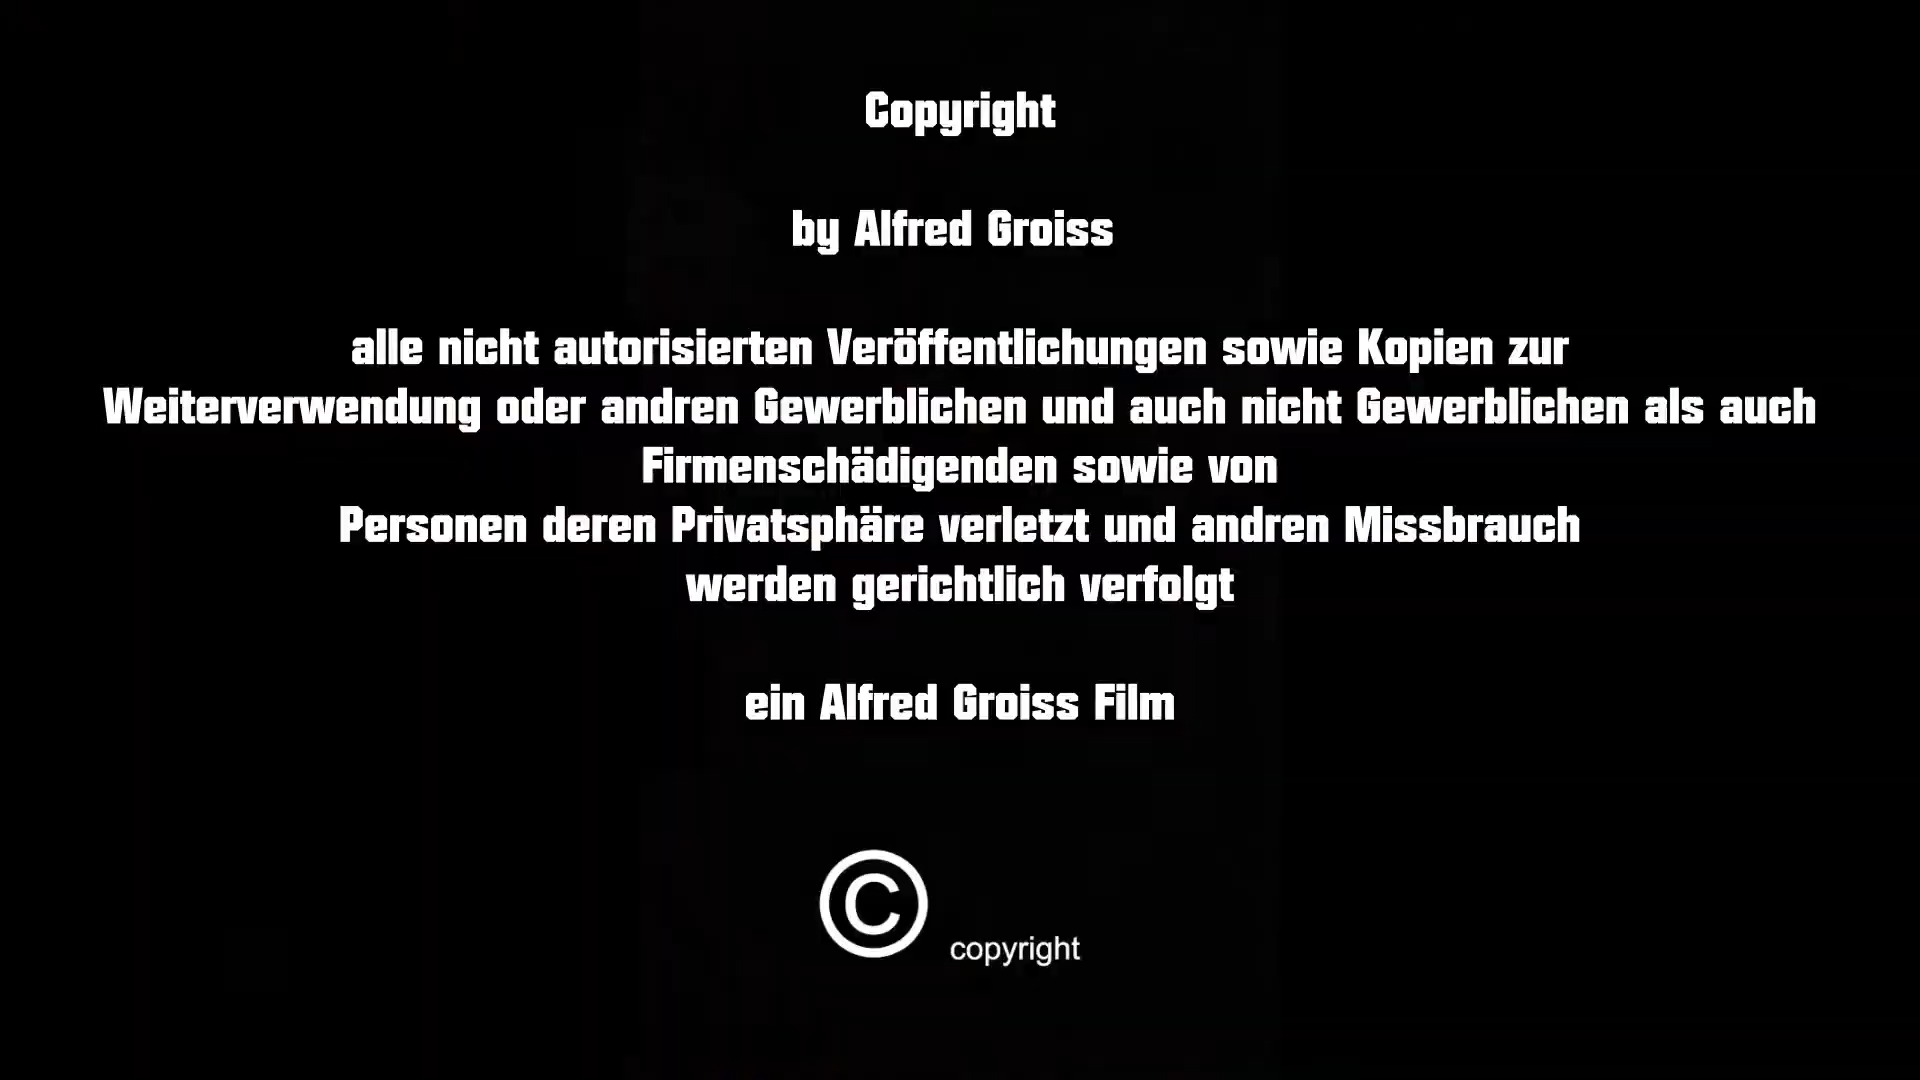 Copyright
by Alfred Groiss
alle nicht autorisierten Veröffentlichungen sowie Kopien zur
Weiterverwendung oder andren Gewerblichen und auch nicht Gewerblichen als auch
Firmenschädigenden sowie von
Personen deren Privatsphäre verletzt und andren Missbrauch
werden gerichtlich verfolgt
ein Alfred Groiss Film
© copyright